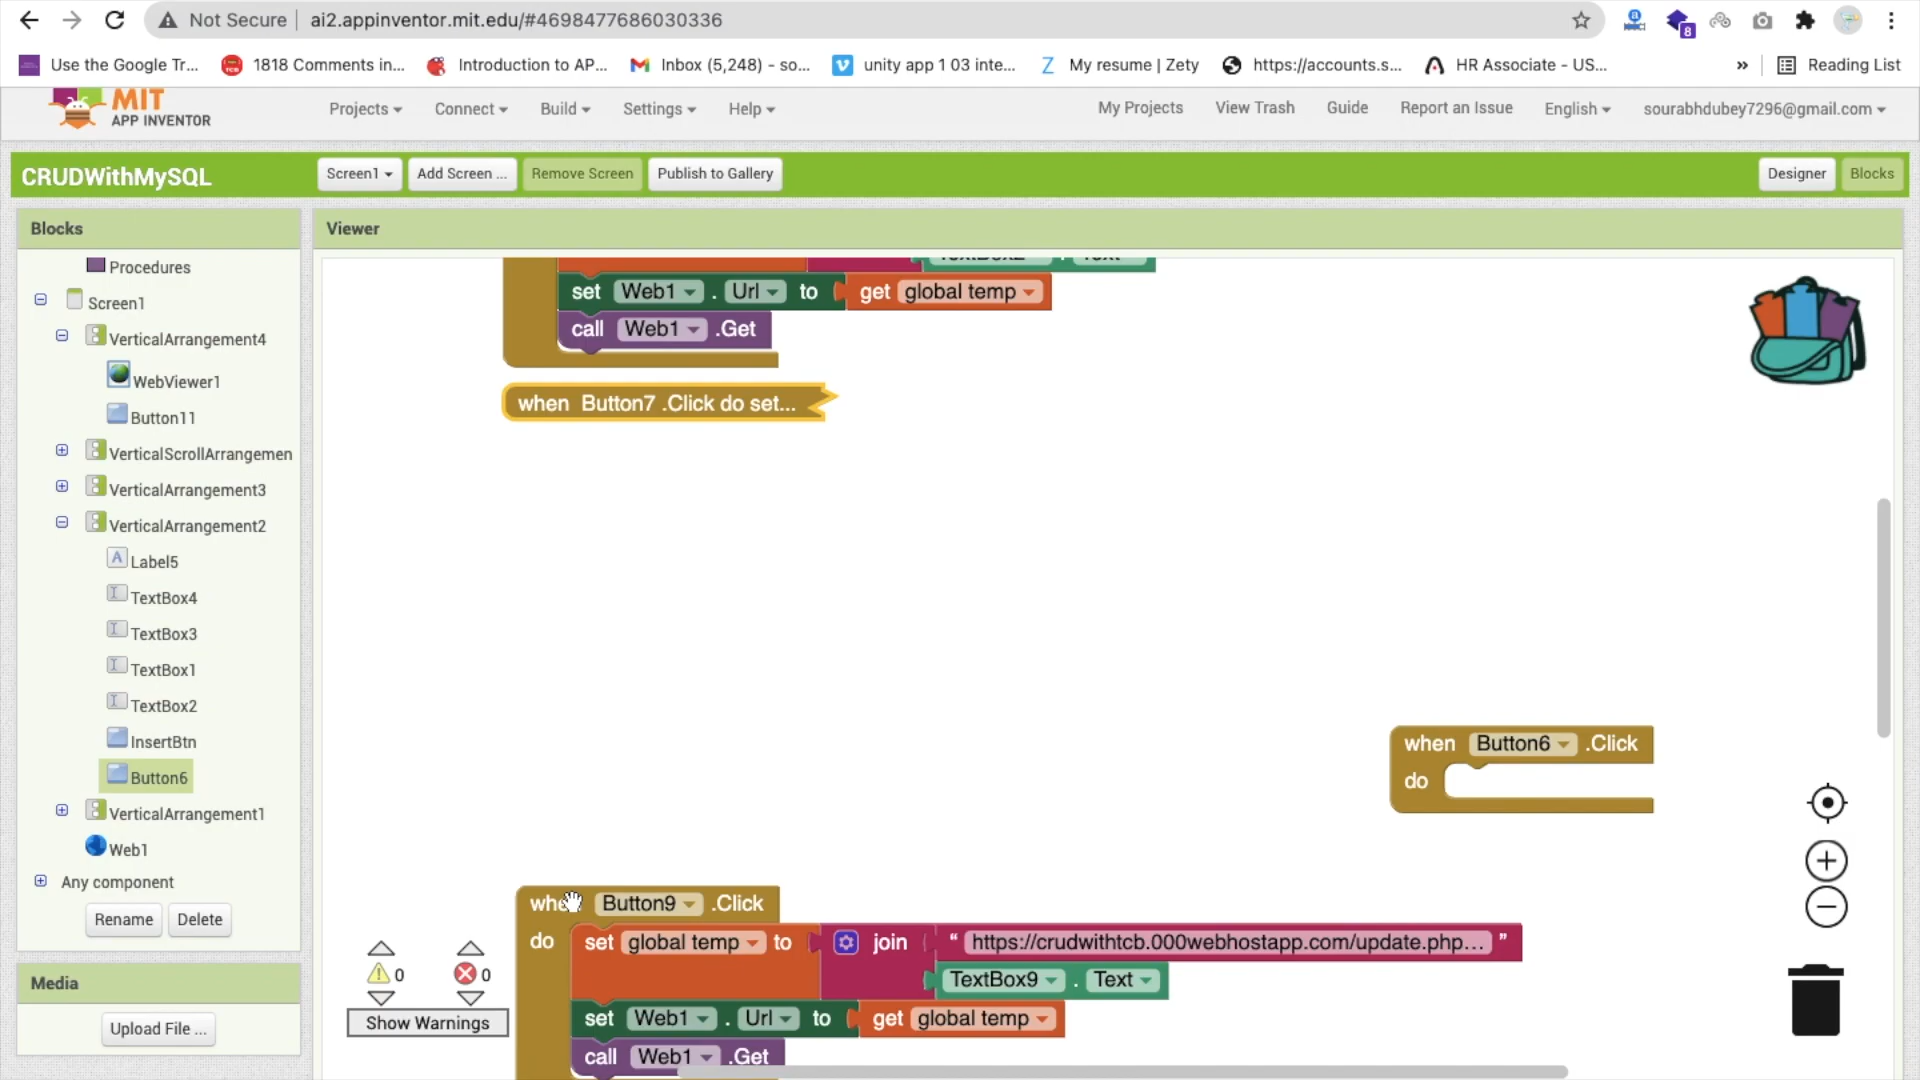 Not Secure | ai2.appinventor.mit.edu/#4698477686030336
8
Use the Google Tr... 1818 Comments in... Introduction to AP... Inbox (5,248) - so... unity app 1 03 inte... Z My resume | Zety https://accounts.s... HR Associate - US... » Reading List
MIT
APP INVENTOR
Projects Connect Build Settings Help My Projects View Trash Guide Report an Issue English sourabhdubey7296@gmail.com
CRUDWithMySQL Screen1 Add Screen ... Remove Screen Publish to Gallery Designer Blocks
Blocks
Viewer
Procedures
Screen1
VerticalArrangement4
WebViewer1
Button11
VerticalScrollArrangemen
VerticalArrangement3
VerticalArrangement2
Label5
TextBox4
TextBox3
TextBox1
TextBox2
InsertBtn
Button6
VerticalArrangement1
Web1
Any component
Rename Delete
Media
Upload File ...
TextBox2 . Text
set Web1 . Url to get global temp
call Web1 .Get
when Button7 .Click do set...
when Button6 .Click
do
when Button9 .Click
do set global temp to join “ https://crudwithtcb.000webhostapp.com/update.php... ”
TextBox9 . Text
set Web1 . Url to get global temp
call Web1 .Get
0 0
Show Warnings